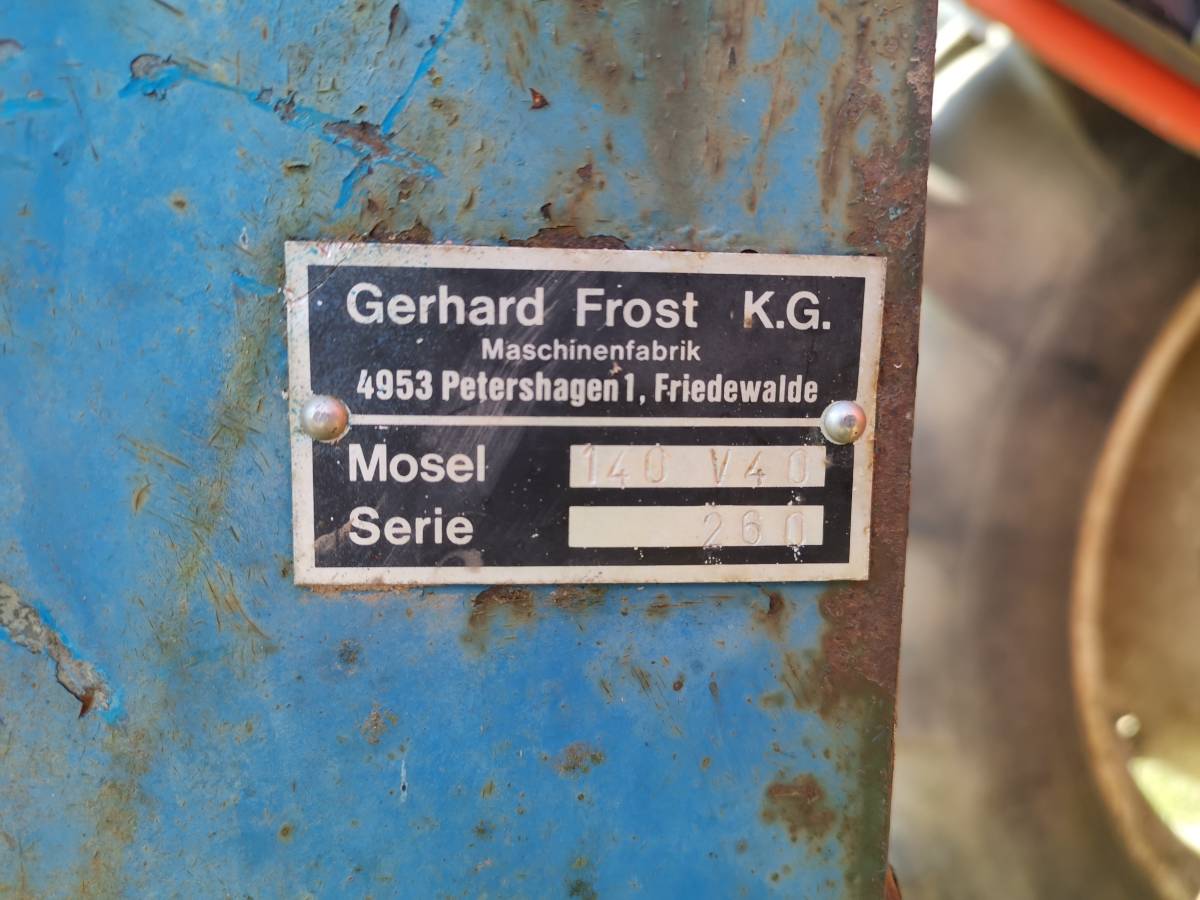 Gerhard Frost K.G.
Maschinenfabrik
4953 Petershagen 1, Friedewalde
Mosel 140 V40
Serie 260